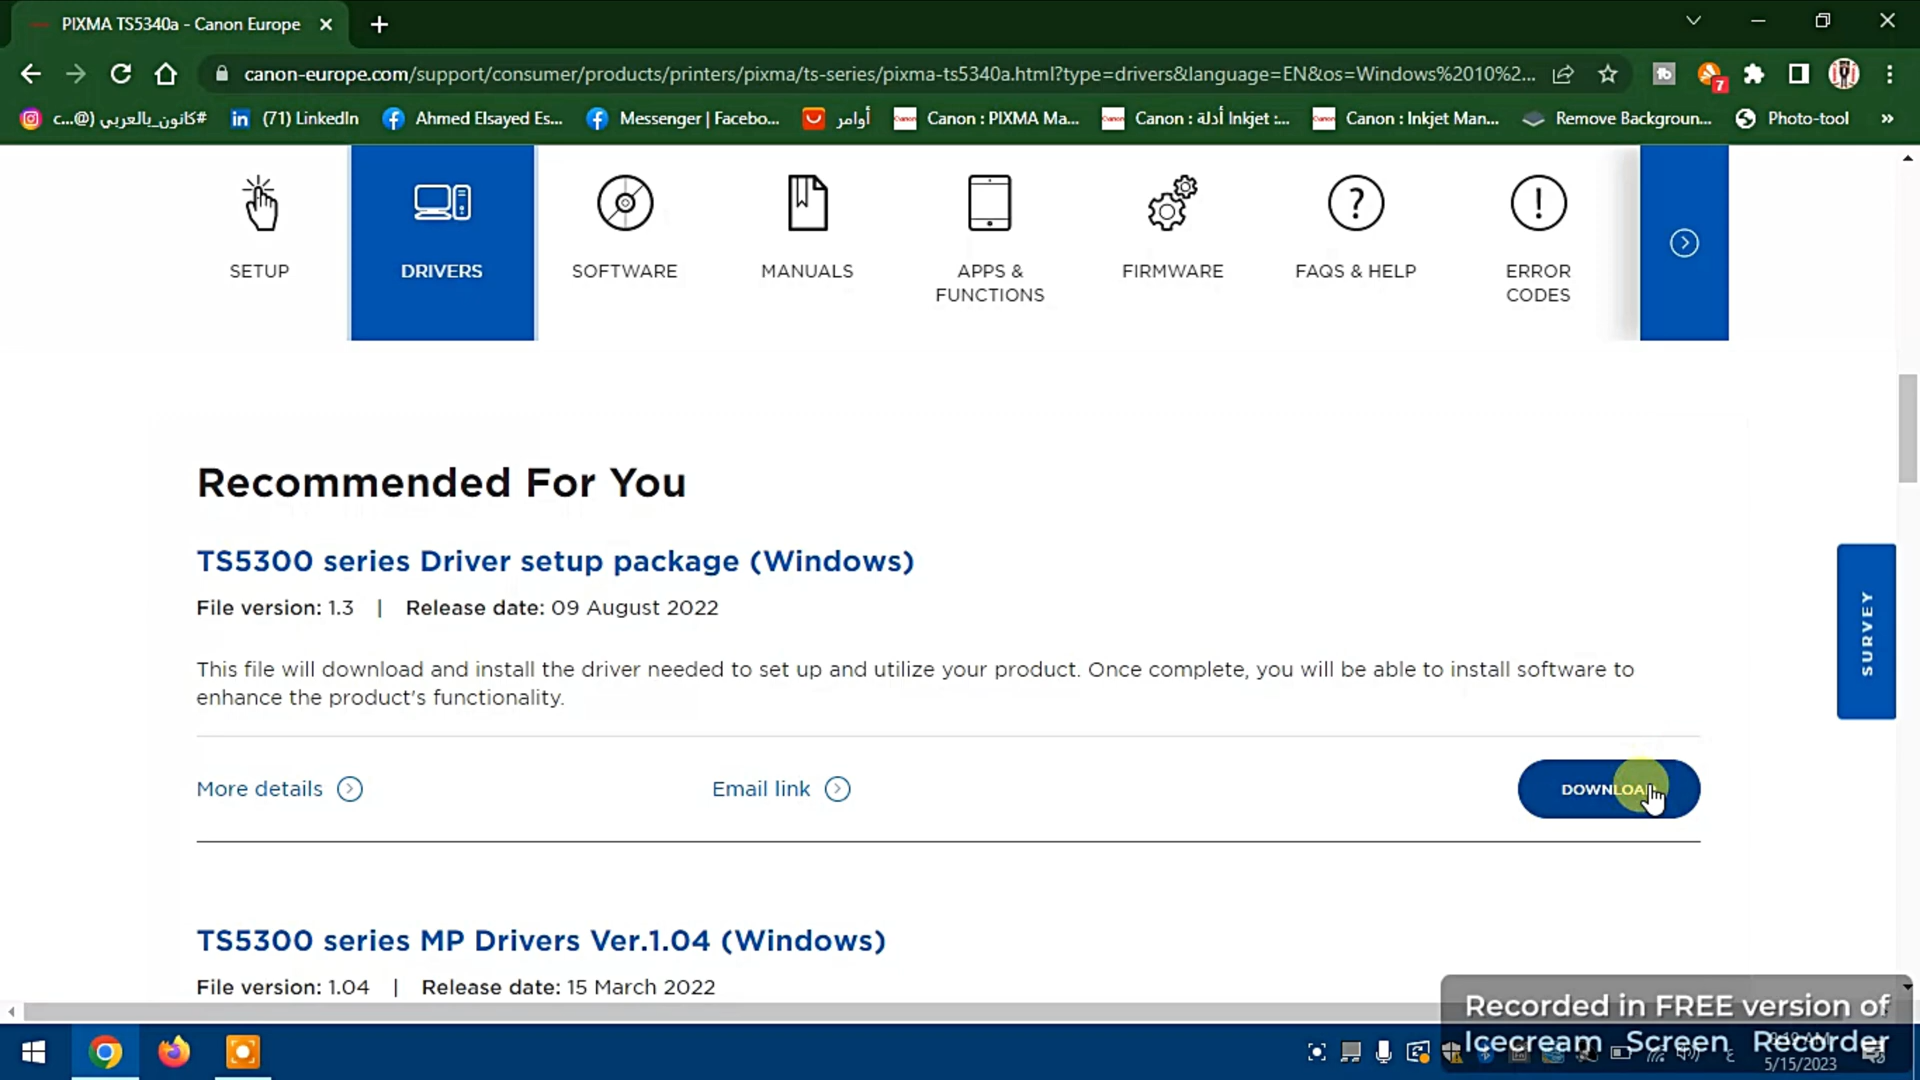 PIXMA TS5340a - Canon Europe
canon-europe.com/support/consumer/products/printers/pixma/ts-series/pixma-ts5340a.html?type=drivers&language=EN&os=Windows%2010%2...
7
#كانون_بالعربي (@...c
(71) LinkedIn
Ahmed Elsayed Es...
Messenger | Facebo...
أوامر
Canon : PIXMA Ma...
Canon : أدلة Inkjet :...
Canon : Inkjet Man...
Remove Backgroun...
Photo-tool
»
SETUP
DRIVERS
SOFTWARE
MANUALS
APPS &
FUNCTIONS
FIRMWARE
FAQS & HELP
ERROR
CODES
Recommended For You
TS5300 series Driver setup package (Windows)
File version: 1.3 | Release date: 09 August 2022
This file will download and install the driver needed to set up and utilize your product. Once complete, you will be able to install software to
enhance the product's functionality.
More details
Email link
DOWNLOAD
SURVEY
TS5300 series MP Drivers Ver.1.04 (Windows)
File version: 1.04 | Release date: 15 March 2022
Recorded in FREE version of
Icecream Screen Recorder
5/15/2023